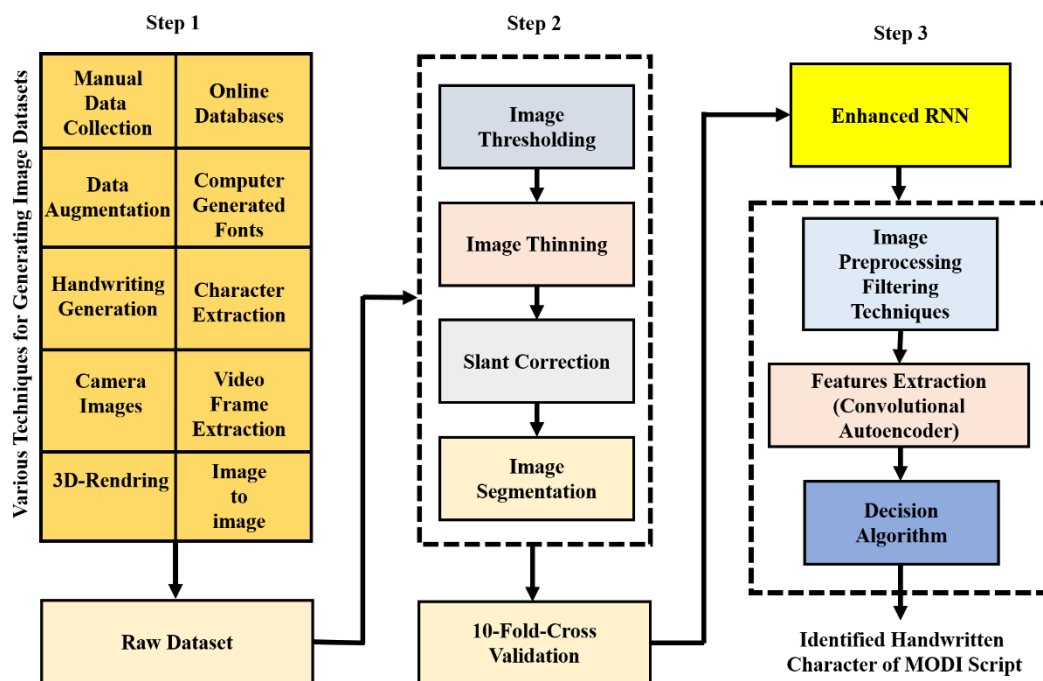 Step 1
Various Techniques for Generating Image Datasets
Manual
Data
Collection
Online
Databases
Data
Augmentation
Computer
Generated
Fonts
Handwriting
Generation
Character
Extraction
Camera
Images
Video
Frame
Extraction
3D-Rendring
Image
to
image
Raw Dataset
Step 2
Image
Thresholding
Image Thinning
Slant Correction
Image
Segmentation
10-Fold-Cross
Validation
Step 3
Enhanced RNN
Image
Preprocessing
Filtering
Techniques
Features Extraction
(Convolutional
Autoencoder)
Decision
Algorithm
Identified Handwritten
Character of MODI Script